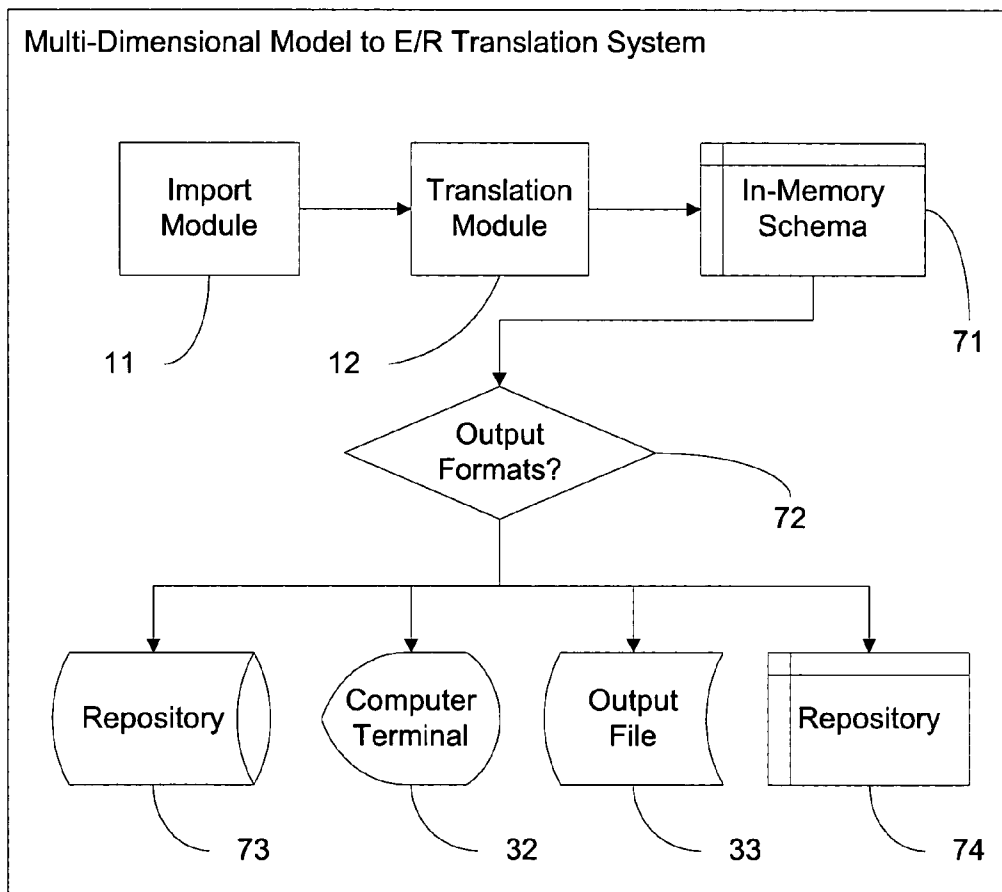 Multi-Dimensional Model to E/R Translation System
Import
Module
Translation
Module
In-Memory
Schema
11
12
71
Output
Formats?
72
Repository
Computer
Terminal
Output
File
Repository
73
32
33
74